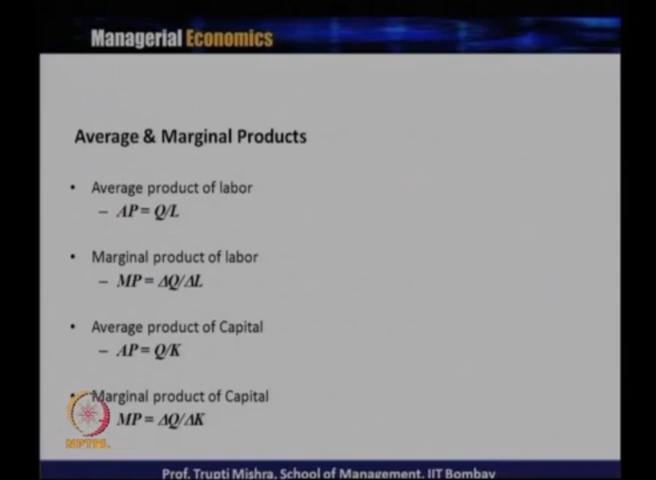 Managerial Economics
Average & Marginal Products
• Average product of labor
– AP = Q/L
• Marginal product of labor
– MP = ΔQ/ΔL
• Average product of Capital
– AP = Q/K
• Marginal product of Capital
MP = ΔQ/ΔK
NPTEL
Prof. Trupti Mishra, School of Management, IIT Bombay